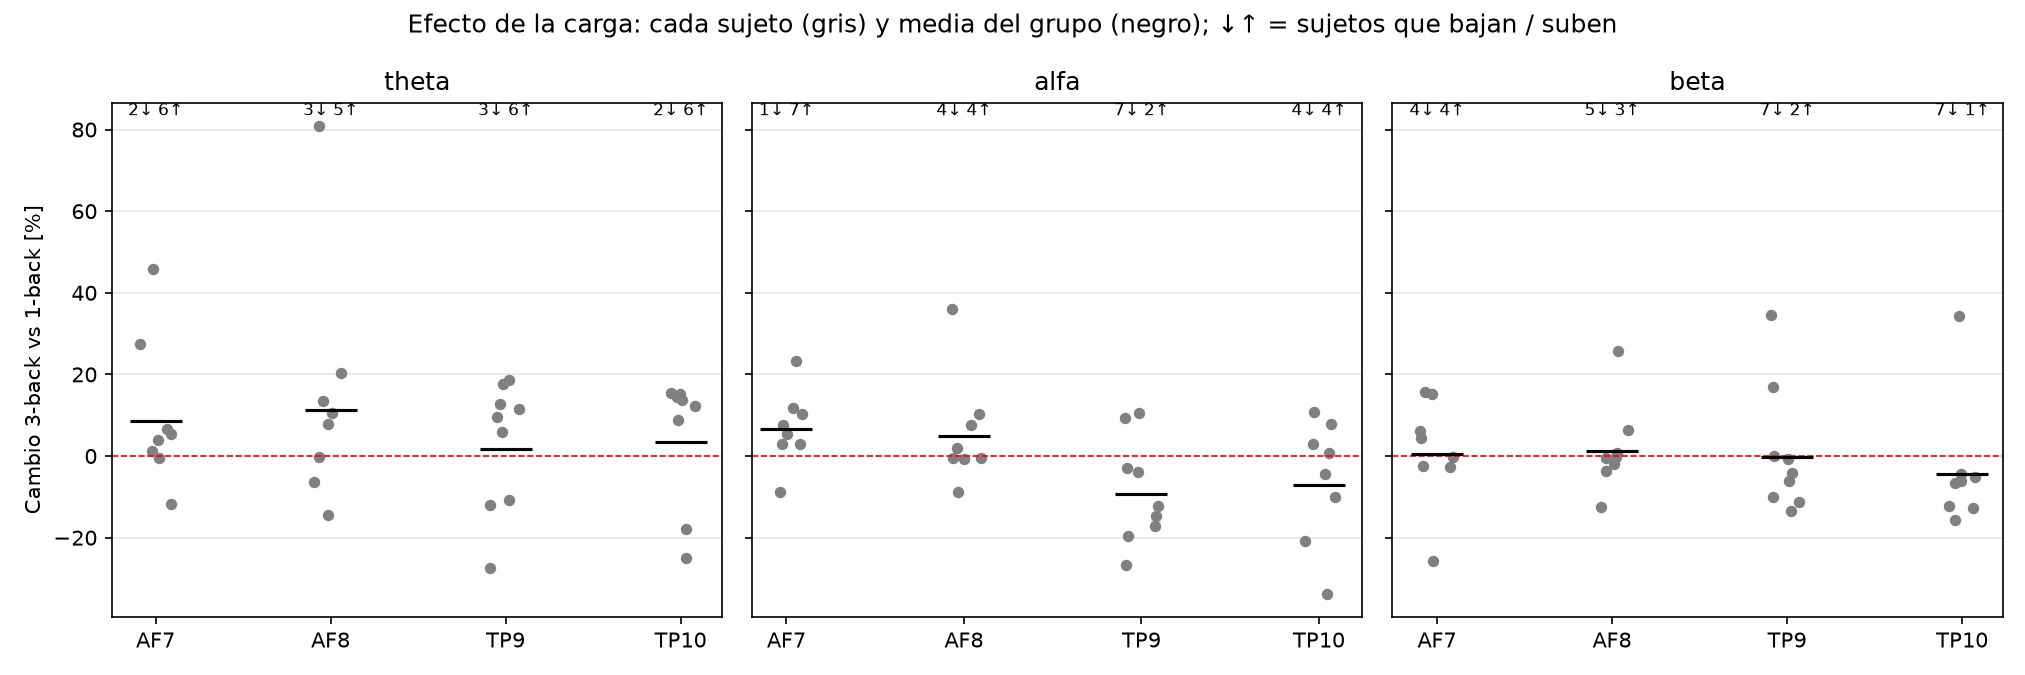 Efecto de la carga: cada sujeto (gris) y media del grupo (negro); ↓↑ = sujetos que bajan / suben
theta
alfa
beta
2↓ 6↑
3↓ 5↑
3↓ 6↑
2↓ 6↑
1↓ 7↑
4↓ 4↑
7↓ 2↑
4↓ 4↑
4↓ 4↑
5↓ 3↑
7↓ 2↑
7↓ 1↑
Cambio 3-back vs 1-back [%]
80
60
40
20
0
−20
AF7
AF8
TP9
TP10
AF7
AF8
TP9
TP10
AF7
AF8
TP9
TP10